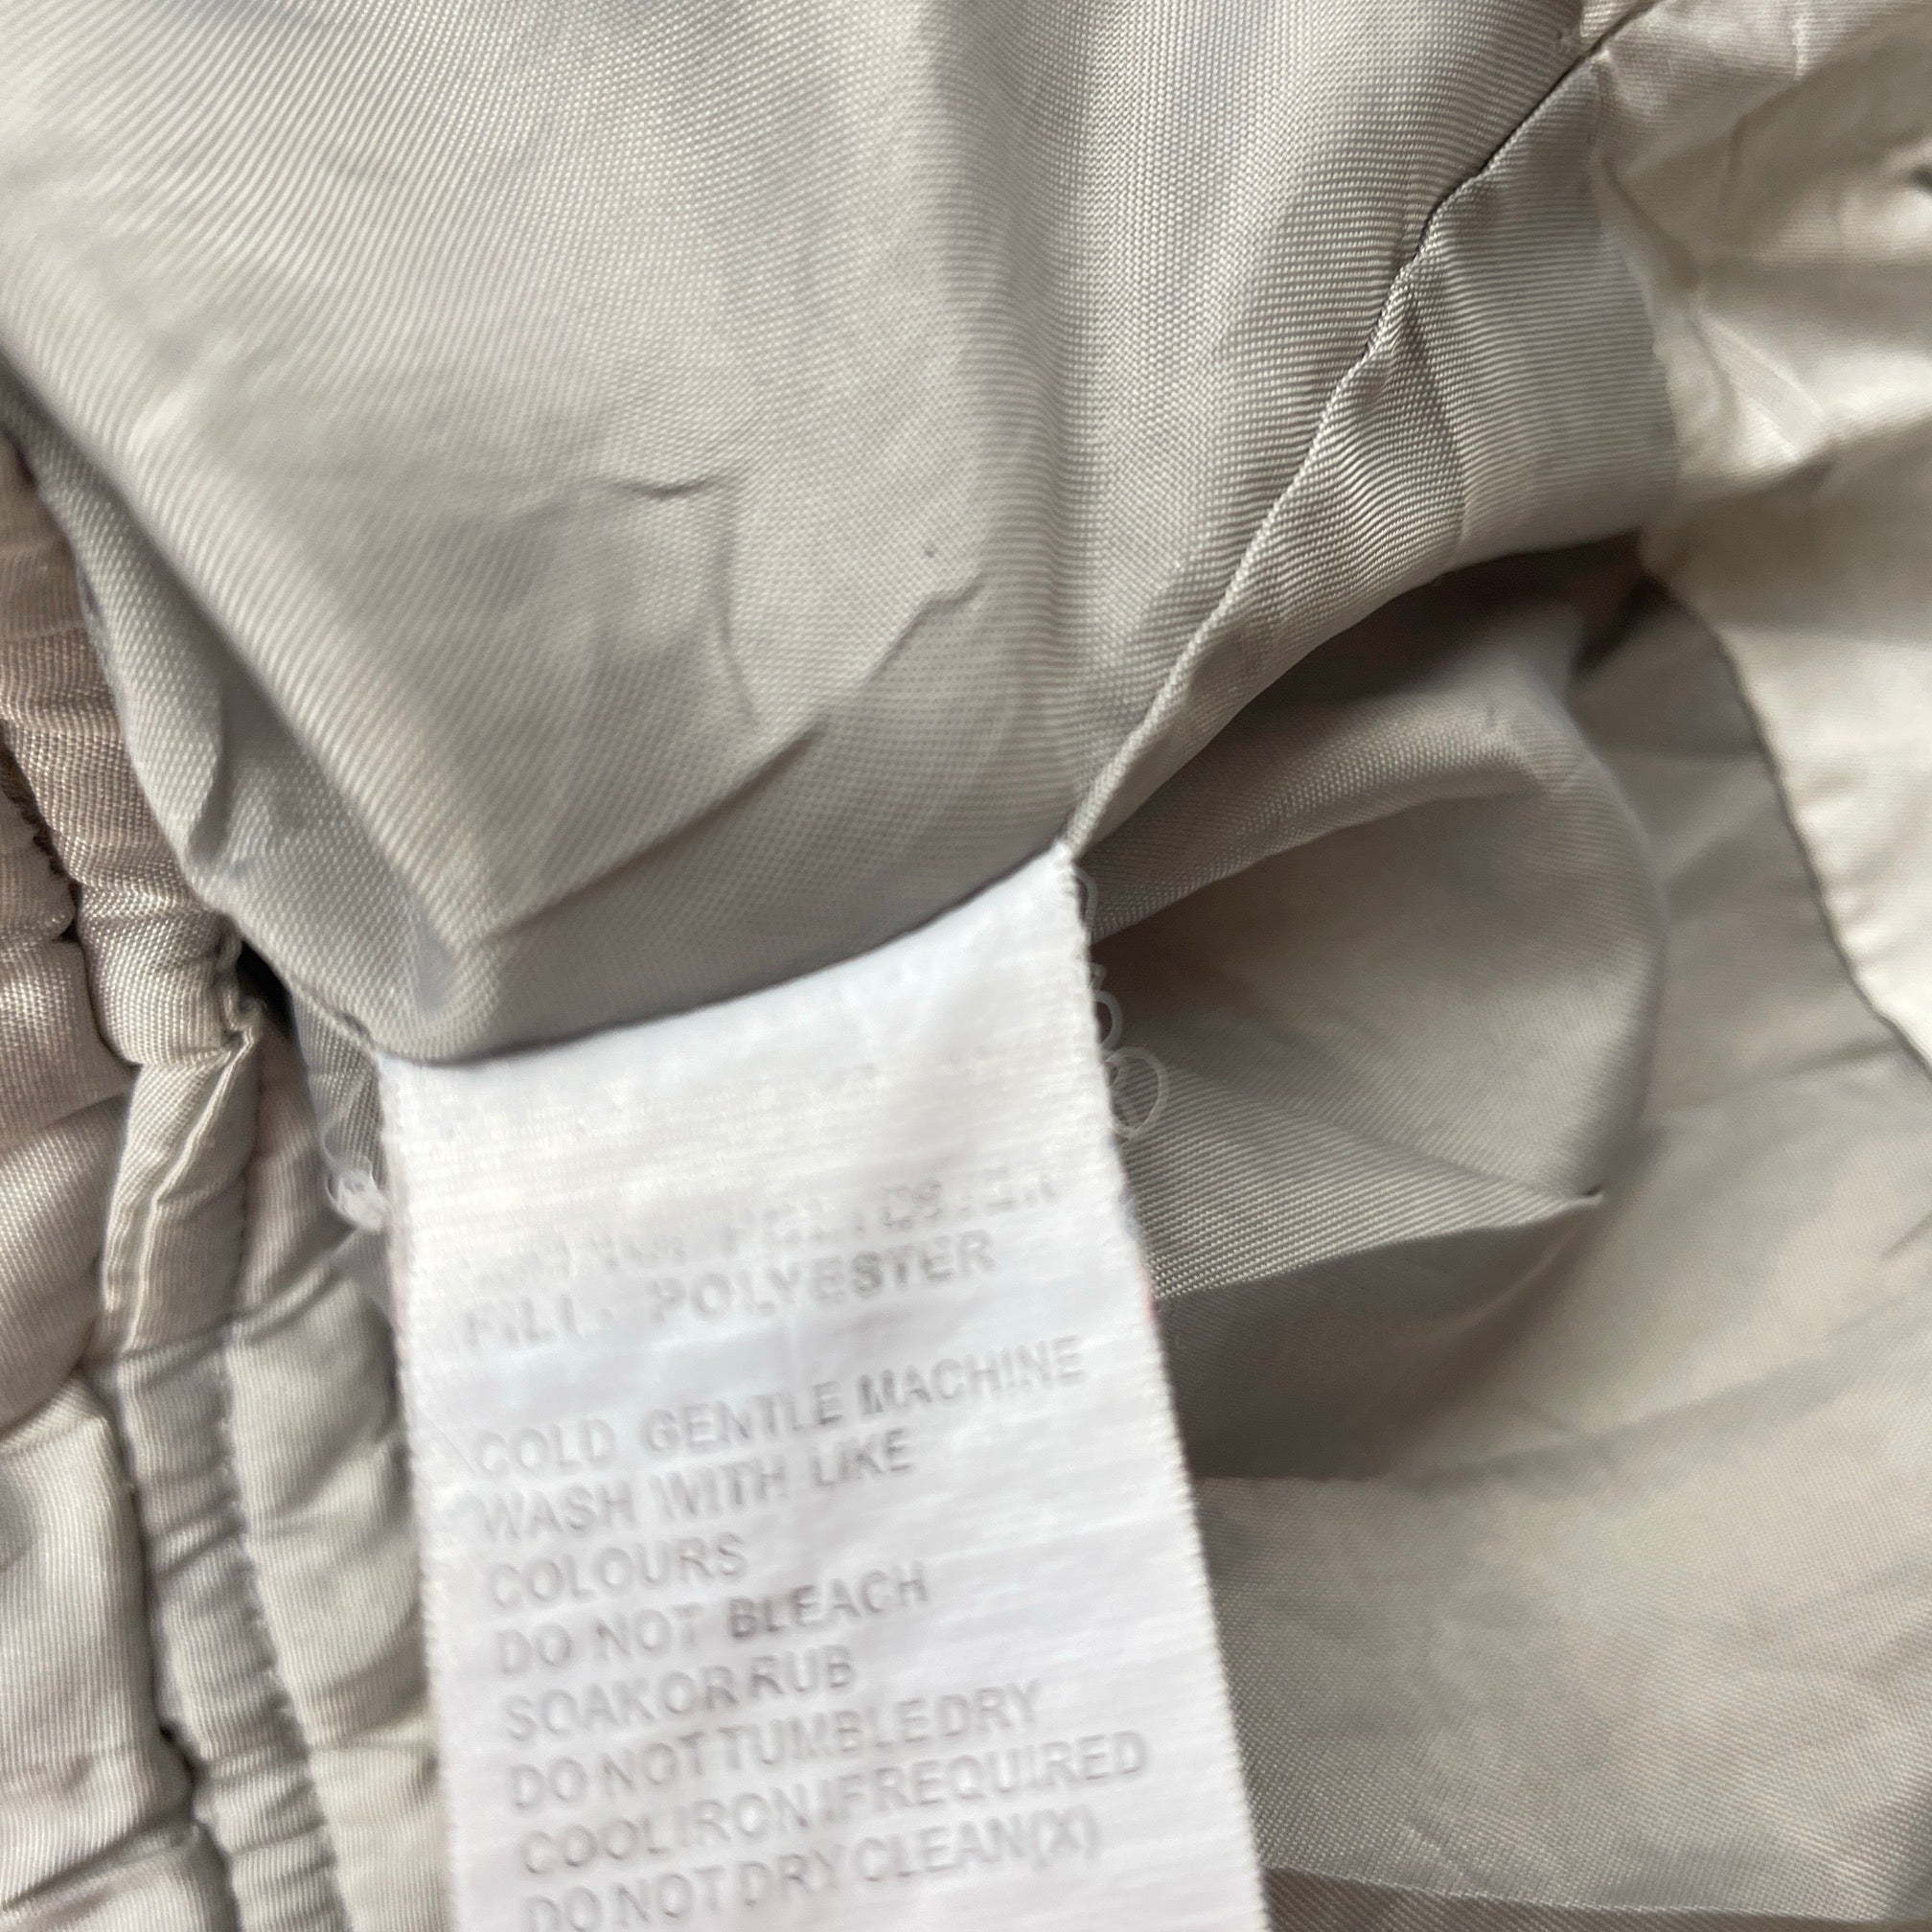 POLYESTER
FILL: POLYESTER
COLD GENTLE MACHINE
WASH WITH LIKE
COLOURS
DO NOT BLEACH
SOAK OR RUB
DO NOT TUMBLE DRY
COOL IRON IF REQUIRED
DO NOT DRY CLEAN(X)